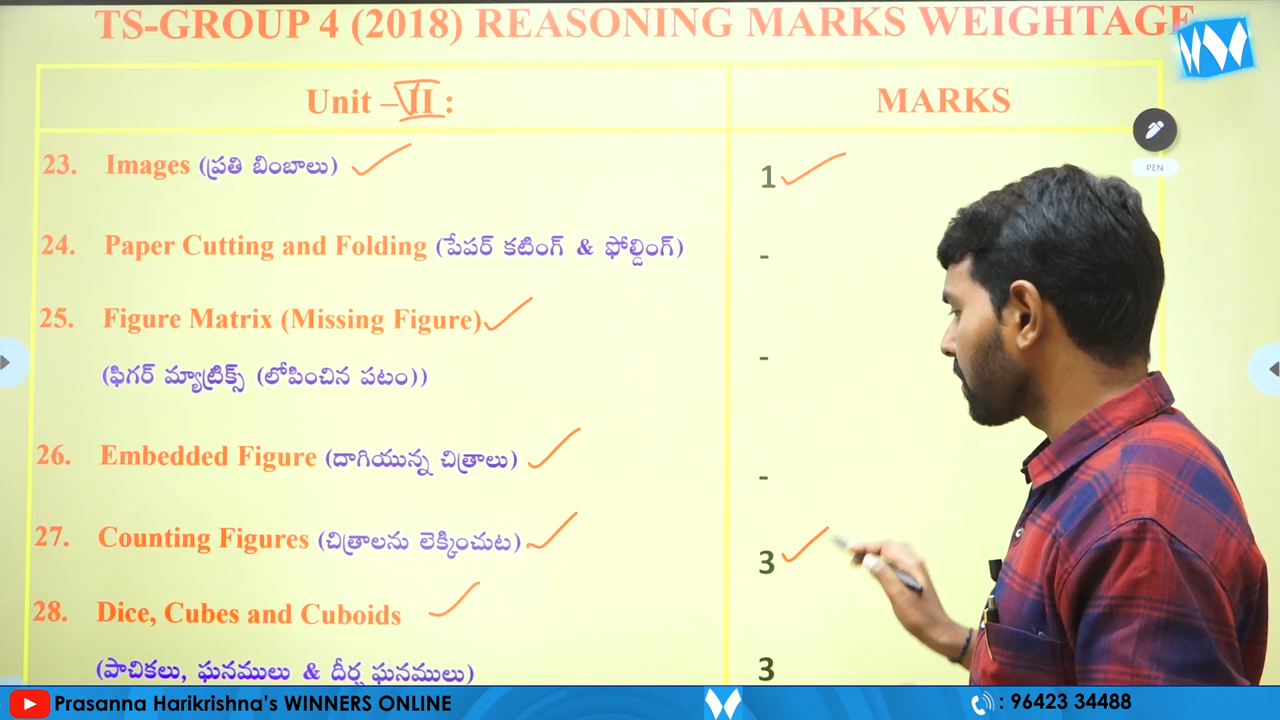 TS-GROUP 4 (2018) REASONING MARKS WEIGHTAGE
Unit –VII : MARKS
23. Images (ప్రతి బింబాలు) 1
PEN
24. Paper Cutting and Folding (పేపర్ కటింగ్ & ఫోల్డింగ్) -
25. Figure Matrix (Missing Figure)
(ఫిగర్ మ్యాట్రిక్స్ (లోపించిన పటం)) -
26. Embedded Figure (దాగియున్న చిత్రాలు) -
27. Counting Figures (చిత్రాలను లెక్కించుట) 3
28. Dice, Cubes and Cuboids
(పాచికలు, ఘనములు & దీర్ఘ ఘనములు) 3
Prasanna Harikrishna's WINNERS ONLINE : 96423 34488